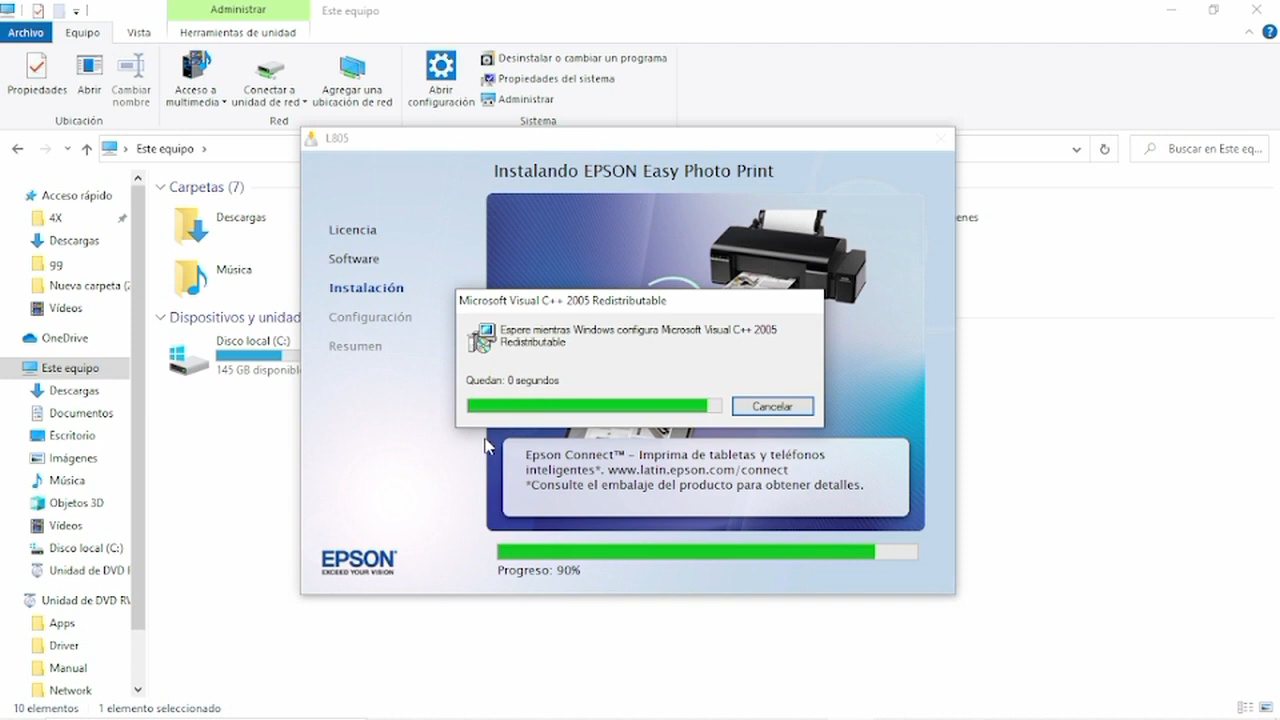 Administrar
Este equipo
Archivo
Equipo
Vista
Herramientas de unidad
Propiedades
Abrir
Cambiar
nombre
Ubicación
Acceso a
multimedia
Conectar a
unidad de red
Agregar una
ubicación de red
Red
Abrir
configuración
Desinstalar o cambiar un programa
Propiedades del sistema
Administrar
Sistema
Este equipo
Buscar en Este eq...
Acceso rápido
4X
Descargas
gg
Nueva carpeta (2
Vídeos
OneDrive
Este equipo
Descargas
Documentos
Escritorio
Imágenes
Música
Objetos 3D
Vídeos
Disco local (C:)
Unidad de DVD R
Unidad de DVD RW
Apps
Driver
Manual
Network
Carpetas (7)
Descargas
Música
enes
Dispositivos y unidad
Disco local (C:)
145 GB disponible
L805
Instalando EPSON Easy Photo Print
Licencia
Software
Instalación
Configuración
Resumen
Microsoft Visual C++ 2005 Redistributable
Espere mientras Windows configura Microsoft Visual C++ 2005
Redistributable
Quedan: 0 segundos
Cancelar
Epson Connect™ – Imprima de tabletas y teléfonos
inteligentes*. www.latin.epson.com/connect
*Consulte el embalaje del producto para obtener detalles.
EPSON
EXCEED YOUR VISION
Progreso: 90%
10 elementos
1 elemento seleccionado